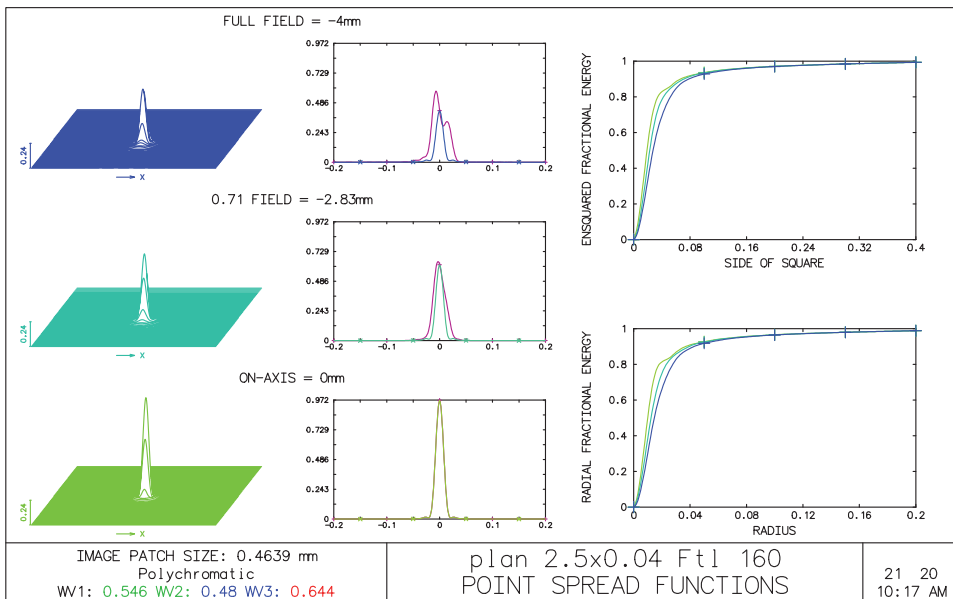 FULL FIELD = -4mm
0.24
X
0.972
0.729
0.486
0.243
0
-0.2 -0.1 0 0.1 0.2
0.71 FIELD = -2.83mm
0.24
X
0.972
0.729
0.486
0.243
0
-0.2 -0.1 0 0.1 0.2
ON-AXIS = 0mm
0.24
X
0.972
0.729
0.486
0.243
0
-0.2 -0.1 0 0.1 0.2
ENSQUARED FRACTIONAL ENERGY
1
0.8
0.6
0.4
0.2
0
0 0.08 0.16 0.24 0.32 0.4
SIDE OF SQUARE
RADIAL FRACTIONAL ENERGY
1
0.8
0.6
0.4
0.2
0
0 0.04 0.08 0.12 0.16 0.2
RADIUS
IMAGE PATCH SIZE: 0.4639 mm
Polychromatic
WV1: 0.546 WV2: 0.48 WV3: 0.644
plan 2.5x0.04 Ftl 160
POINT SPREAD FUNCTIONS
21 20
10:17 AM